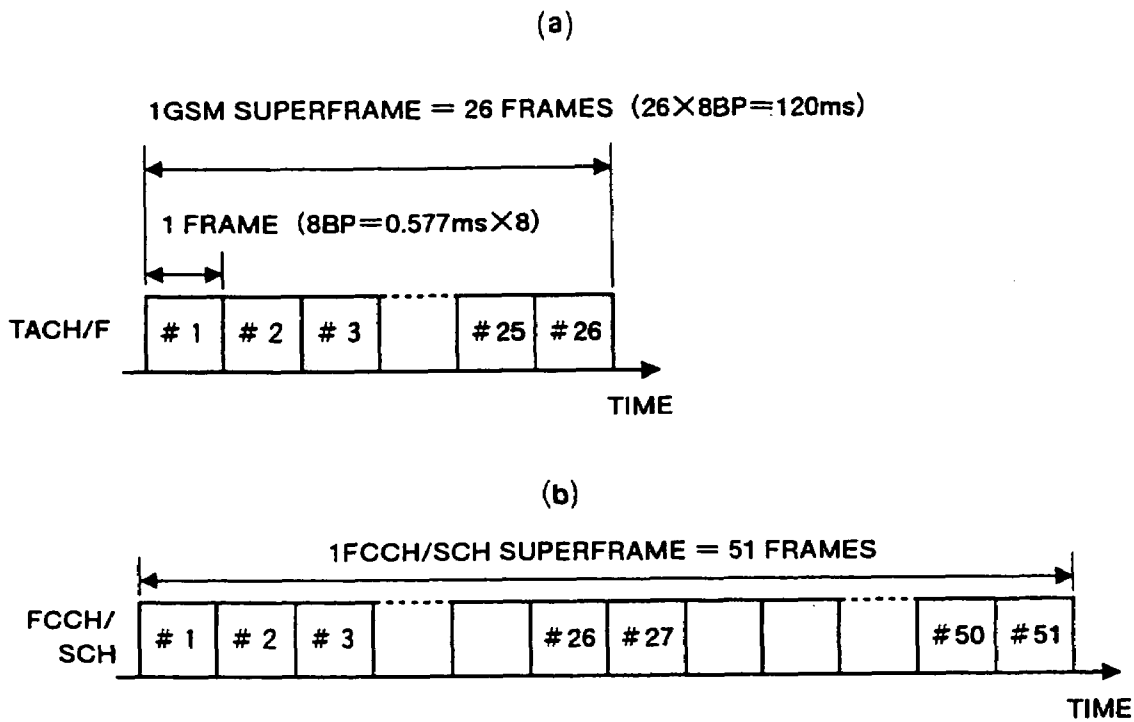 (a)
1GSM SUPERFRAME = 26 FRAMES (26×8BP=120ms)
1 FRAME (8BP=0.577ms×8)
TACH/F
#1 #2 #3 #25 #26
TIME
(b)
1FCCH/SCH SUPERFRAME = 51 FRAMES
FCCH/
SCH
#1 #2 #3 #26 #27 #50 #51
TIME